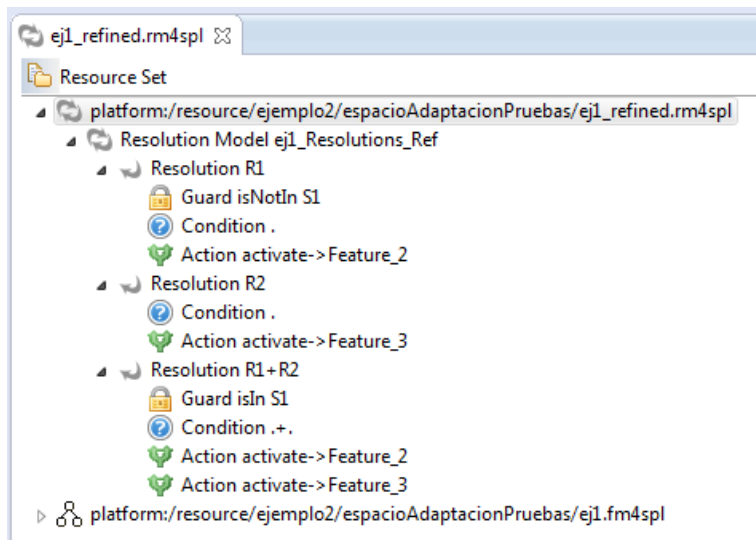 ej1_refined.rm4spl
Resource Set
platform:/resource/ejemplo2/espacioAdaptacionPruebas/ej1_refined.rm4spl
Resolution Model ej1_Resolutions_Ref
Resolution R1
Guard isNotIn S1
Condition .
Action activate->Feature_2
Resolution R2
Condition .
Action activate->Feature_3
Resolution R1+R2
Guard isIn S1
Condition .+.
Action activate->Feature_2
Action activate->Feature_3
platform:/resource/ejemplo2/espacioAdaptacionPruebas/ej1.fm4spl